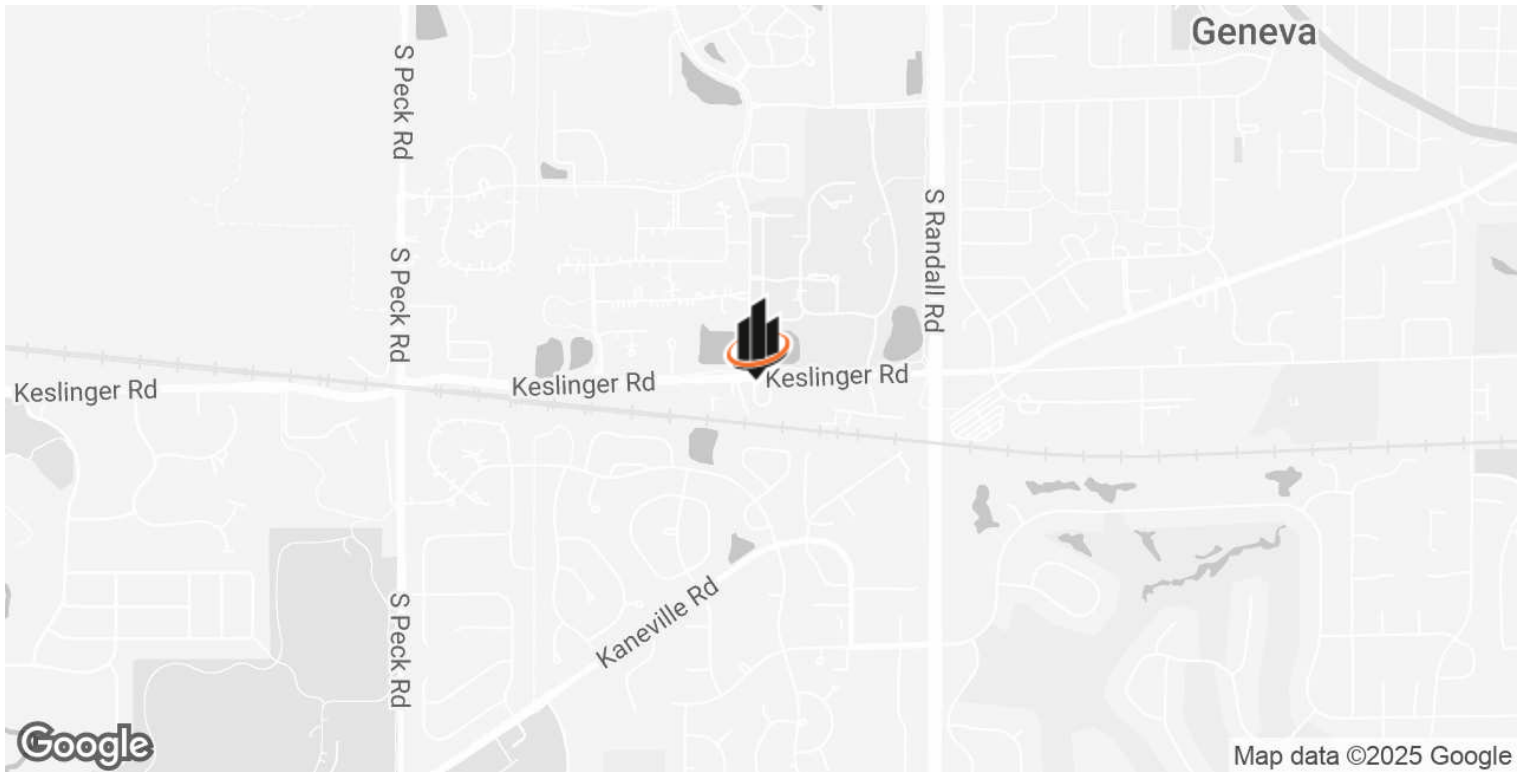 Geneva
S Peck Rd
S Randall Rd
S Peck Rd
Keslinger Rd
Keslinger Rd
Keslinger Rd
Kaneville Rd
S Peck Rd
Google
Map data ©2025 Google